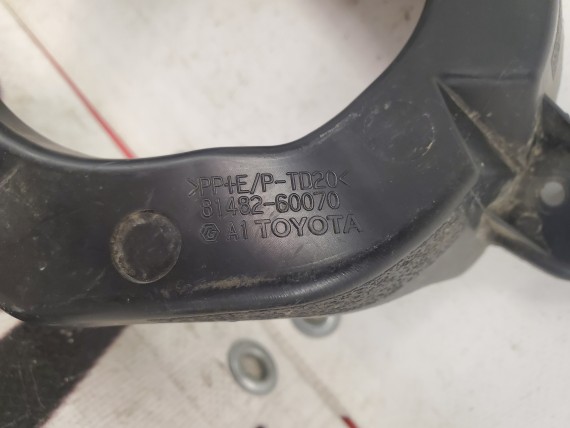 >PP+E/P-TD20<
81482-60070
G A1 TOYOTA